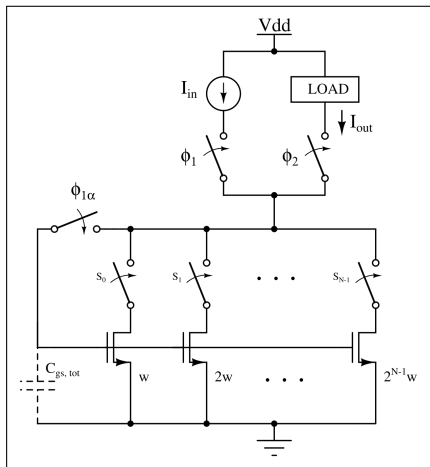 Vdd
I_in
LOAD
I_out
ϕ_1
ϕ_2
ϕ_1α
s_0
s_1
. . .
s_N-1
C_gs, tot
w
2w
. . .
2^N-1 w